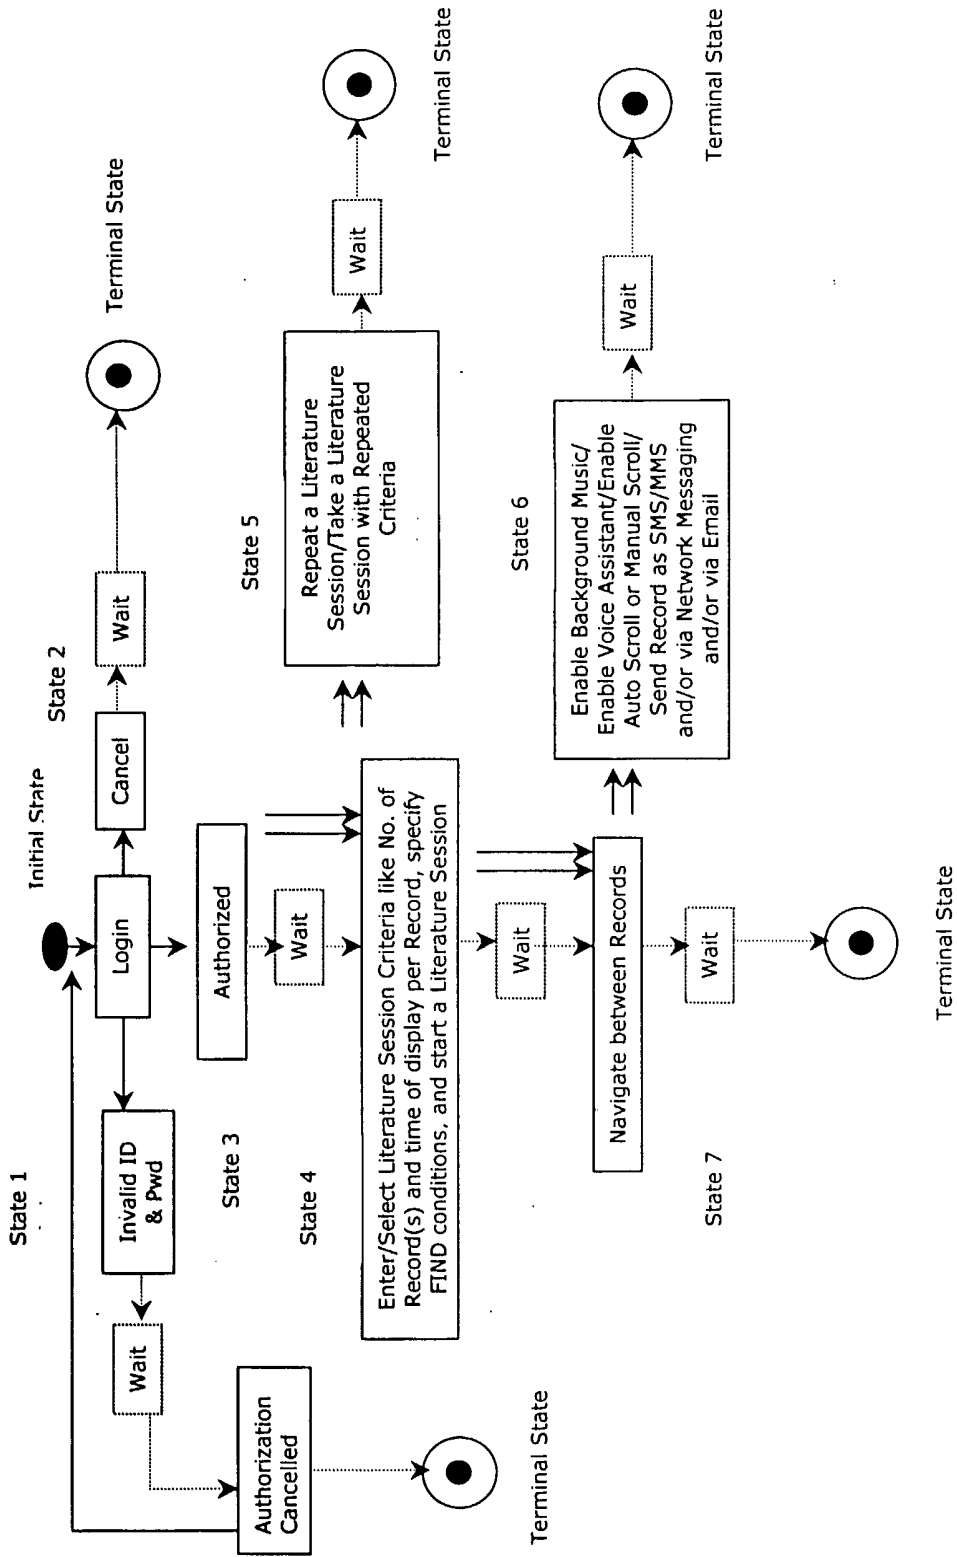 State 1
Initial State
Login
Cancel
State 2
Wait
Terminal State
Invalid ID
& Pwd
Wait
Authorization
Cancelled
Terminal State
State 3
Authorized
State 4
Wait
Enter/Select Literature Session Criteria like No. of
Record(s) and time of display per Record, specify
FIND conditions, and start a Literature Session
State 5
Repeat a Literature
Session/Take a Literature
Session with Repeated
Criteria
Wait
Terminal State
Wait
Navigate between Records
State 6
Enable Background Music/
Enable Voice Assistant/Enable
Auto Scroll or Manual Scroll/
Send Record as SMS/MMS
and/or via Network Messaging
and/or via Email
Wait
Terminal State
State 7
Wait
Terminal State